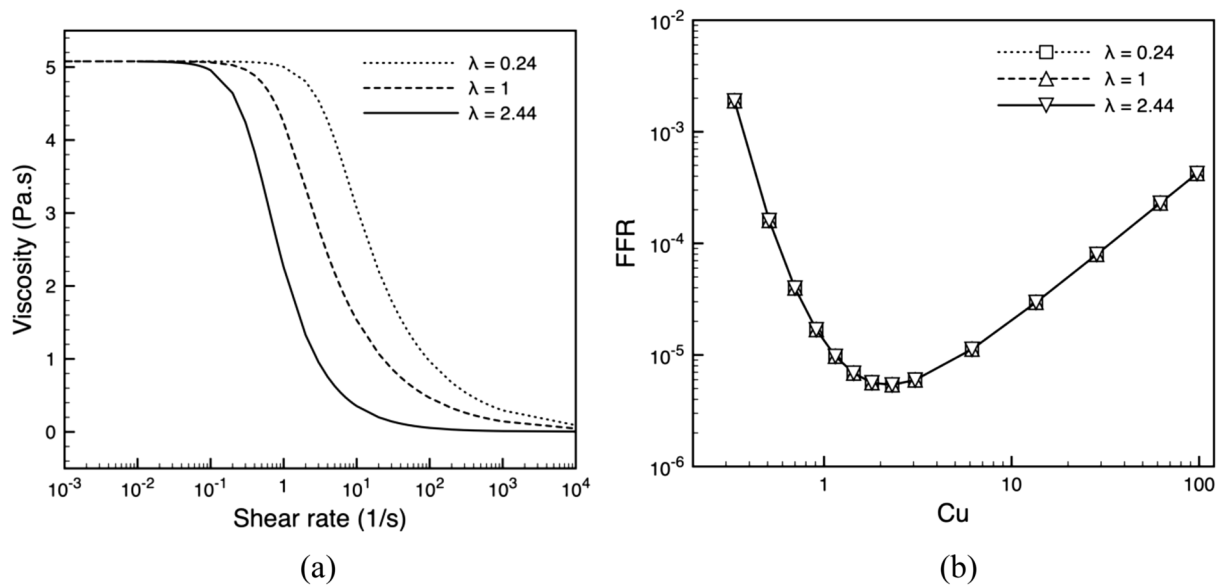 λ = 0.24
λ = 1
λ = 2.44
Viscosity (Pa.s)
5
4
3
2
1
0
10⁻³
10⁻²
10⁻¹
1
10¹
10²
10³
10⁴
Shear rate (1/s)
(a)
λ = 0.24
λ = 1
λ = 2.44
FFR
10⁻²
10⁻³
10⁻⁴
10⁻⁵
10⁻⁶
1
10
100
Cu
(b)